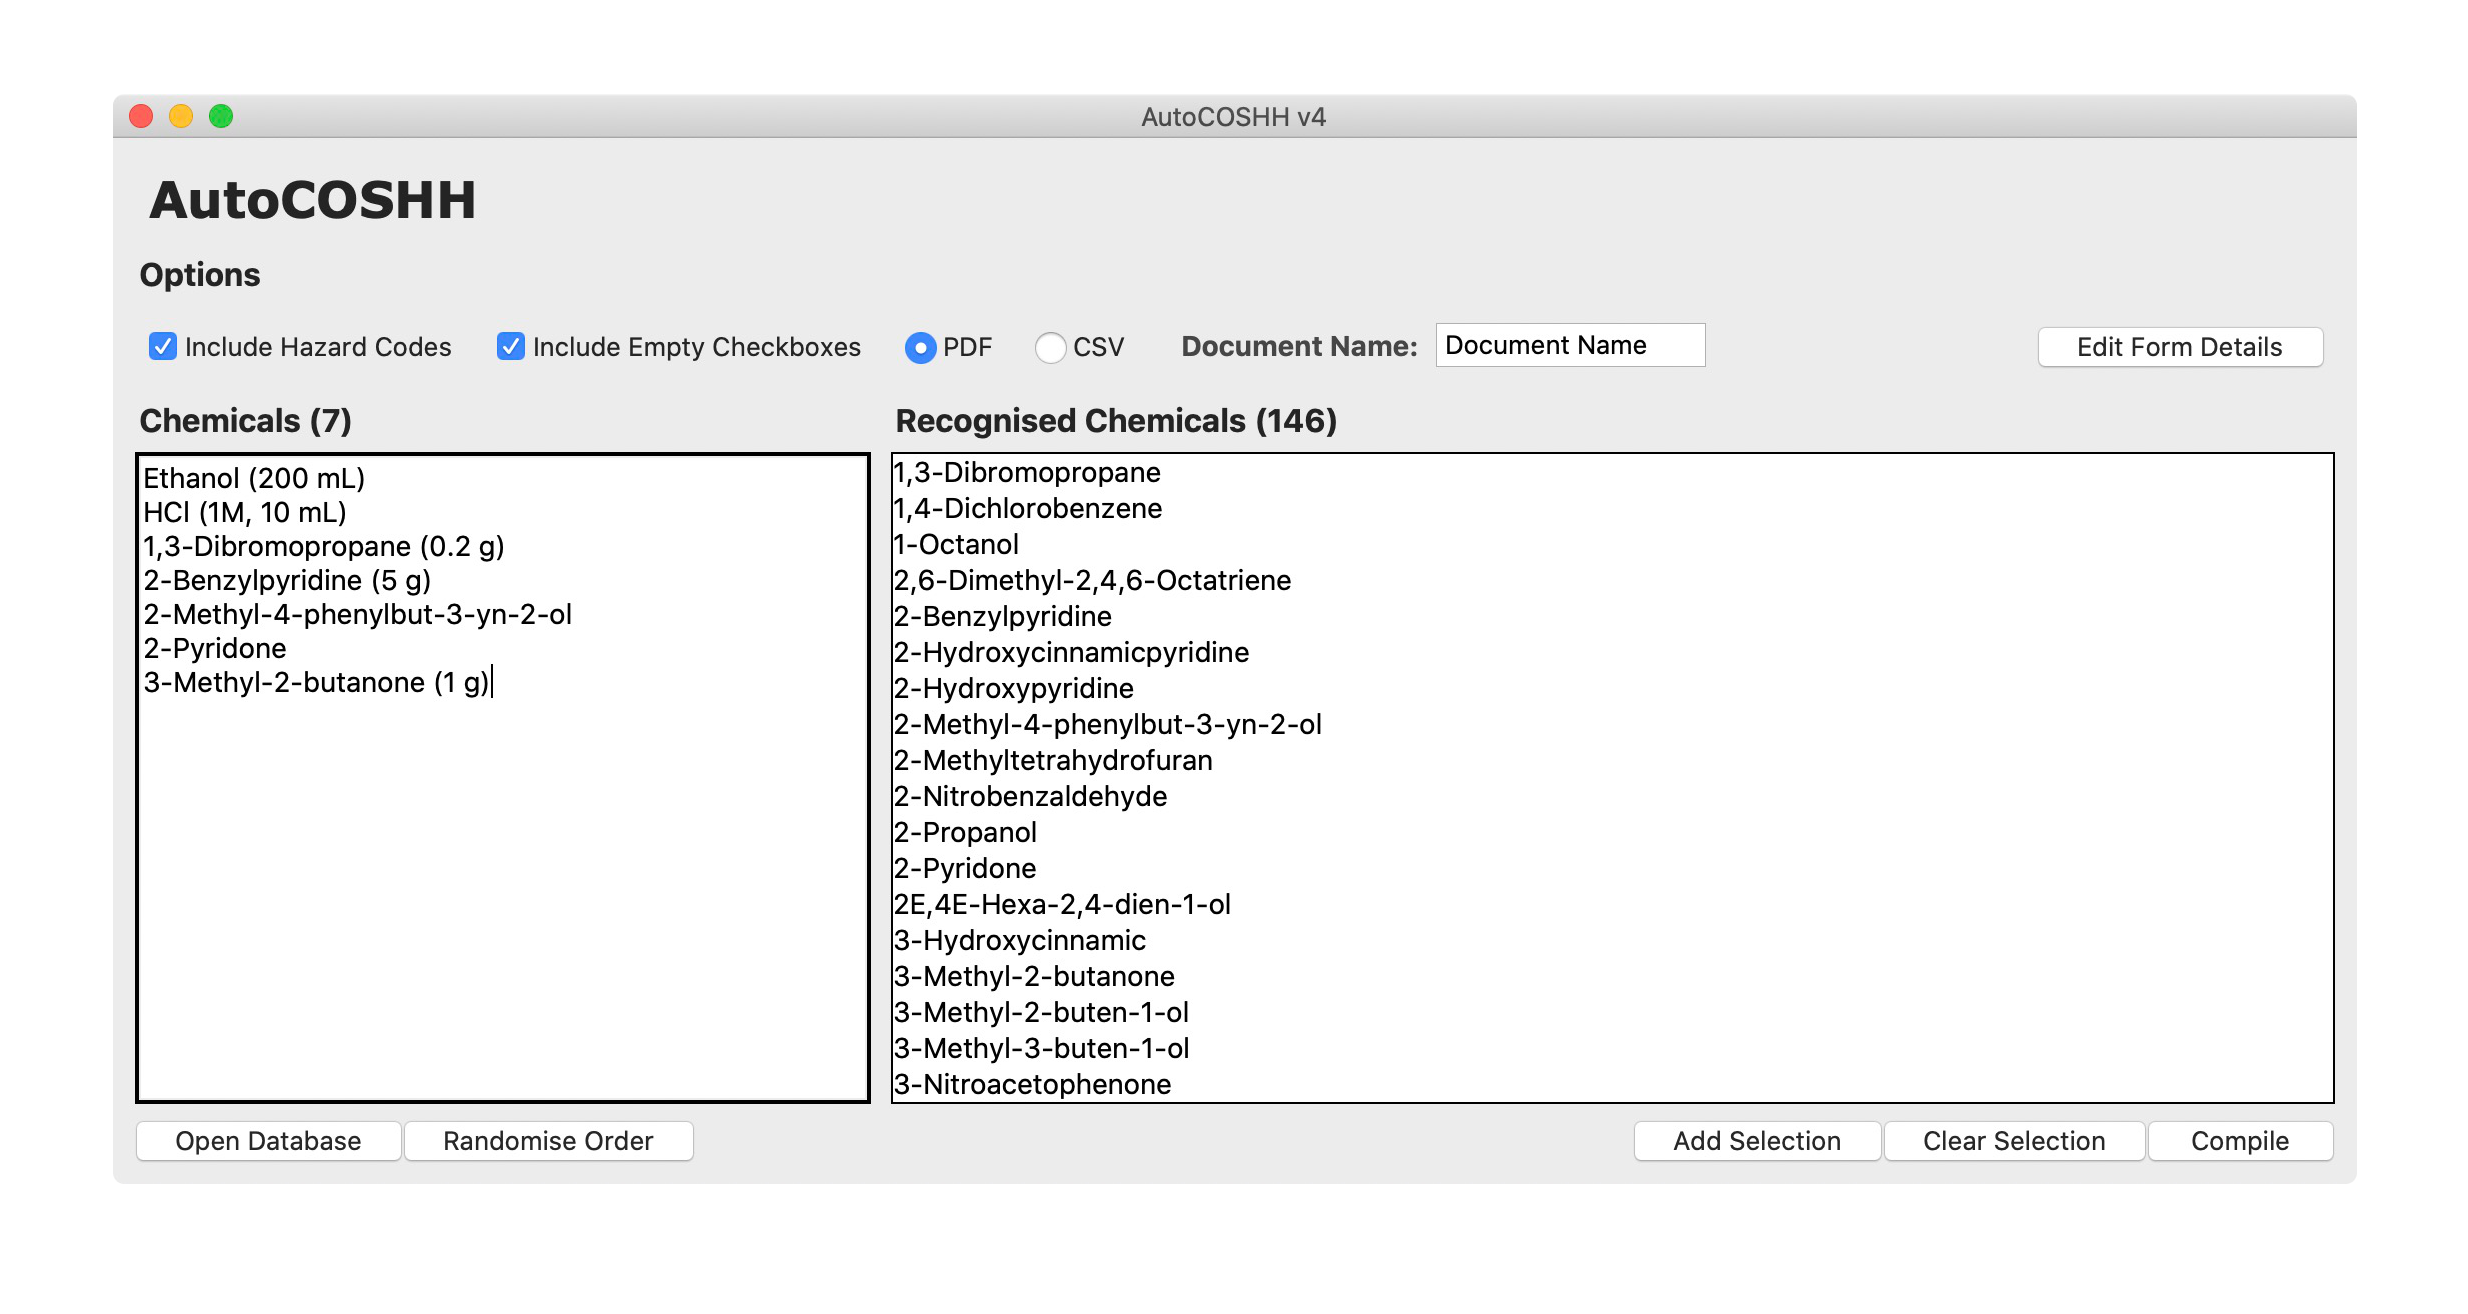 AutoCOSHH v4
AutoCOSHH
Options
Include Hazard Codes Include Empty Checkboxes PDF CSV Document Name: Document Name Edit Form Details
Chemicals (7)
Ethanol (200 mL)
HCl (1M, 10 mL)
1,3-Dibromopropane (0.2 g)
2-Benzylpyridine (5 g)
2-Methyl-4-phenylbut-3-yn-2-ol
2-Pyridone
3-Methyl-2-butanone (1 g)
Recognised Chemicals (146)
1,3-Dibromopropane
1,4-Dichlorobenzene
1-Octanol
2,6-Dimethyl-2,4,6-Octatriene
2-Benzylpyridine
2-Hydroxycinnamicpyridine
2-Hydroxypyridine
2-Methyl-4-phenylbut-3-yn-2-ol
2-Methyltetrahydrofuran
2-Nitrobenzaldehyde
2-Propanol
2-Pyridone
2E,4E-Hexa-2,4-dien-1-ol
3-Hydroxycinnamic
3-Methyl-2-butanone
3-Methyl-2-buten-1-ol
3-Methyl-3-buten-1-ol
3-Nitroacetophenone
Open Database Randomise Order Add Selection Clear Selection Compile